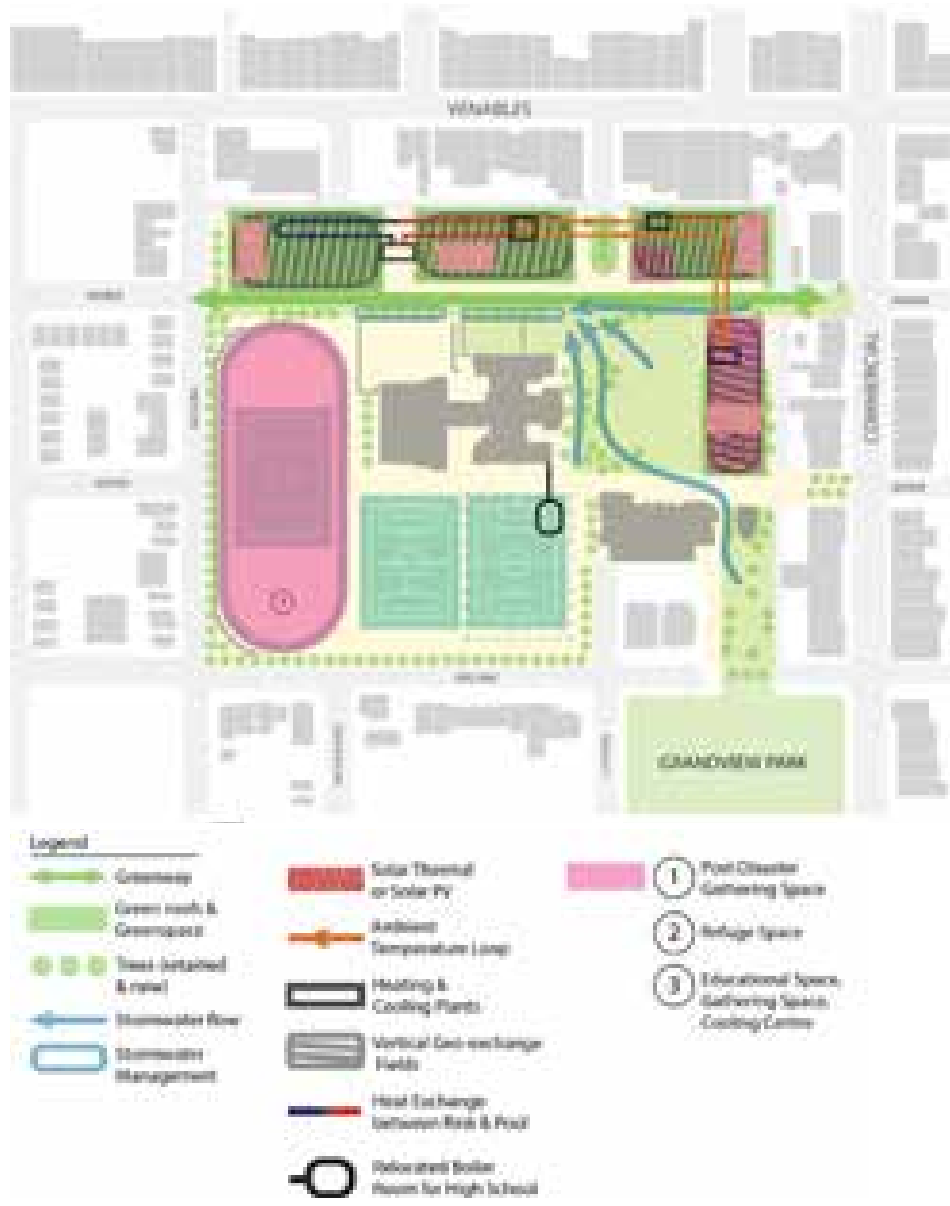 VENABLES
COMMERCIAL
1
GRANDVIEW PARK
Legend
Greenway
Green roofs &
Greenspace
Trees (retained
& new)
Stormwater flow
Stormwater
Management
Solar Thermal
or Solar PV
Ambient
Temperature Loop
Heating &
Cooling Plants
Vertical Geo-exchange
Fields
Heat Exchange
between Rink & Pool
Relocated Boiler
Room for High School
1
Post Disaster
Gathering Space
2
Refuge Space
3
Educational Space,
Gathering Space,
Cooling Centre